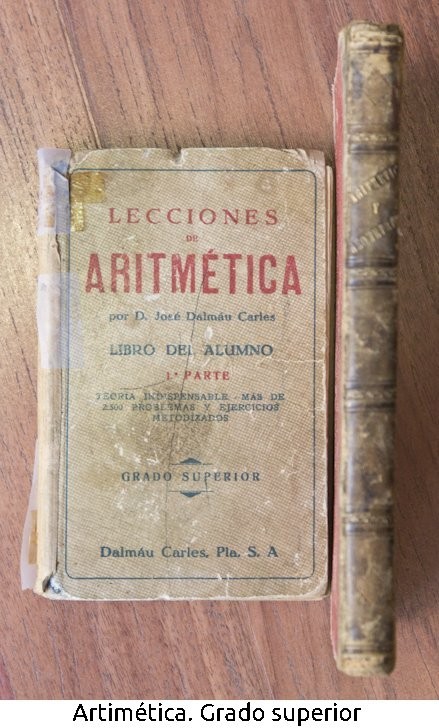 LECCIONES
DE
ARITMÉTICA
por D. José Dalmáu Carles
LIBRO DEL ALUMNO
1.ª PARTE
TEORIA INDISPENSABLE - MÁS DE
2.500 PROBLEMAS Y EJERCICIOS
METODIZADOS
GRADO SUPERIOR
Dalmáu Carles, Pla, S. A
Artimética. Grado superior